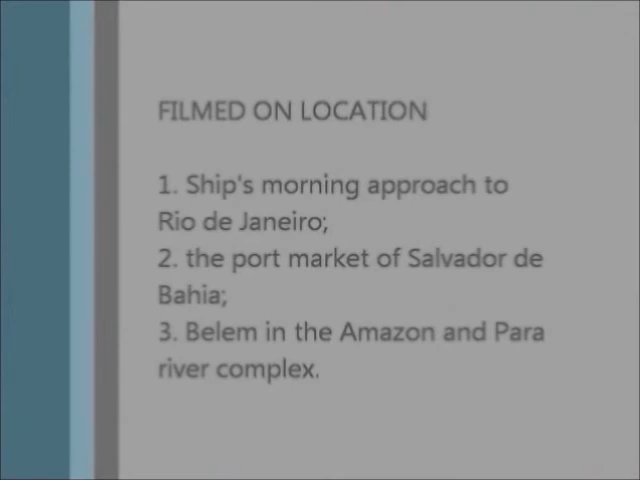 FILMED ON LOCATION
1. Ship's morning approach to
Rio de Janeiro;
2. the port market of Salvador de
Bahia;
3. Belem in the Amazon and Para
river complex.